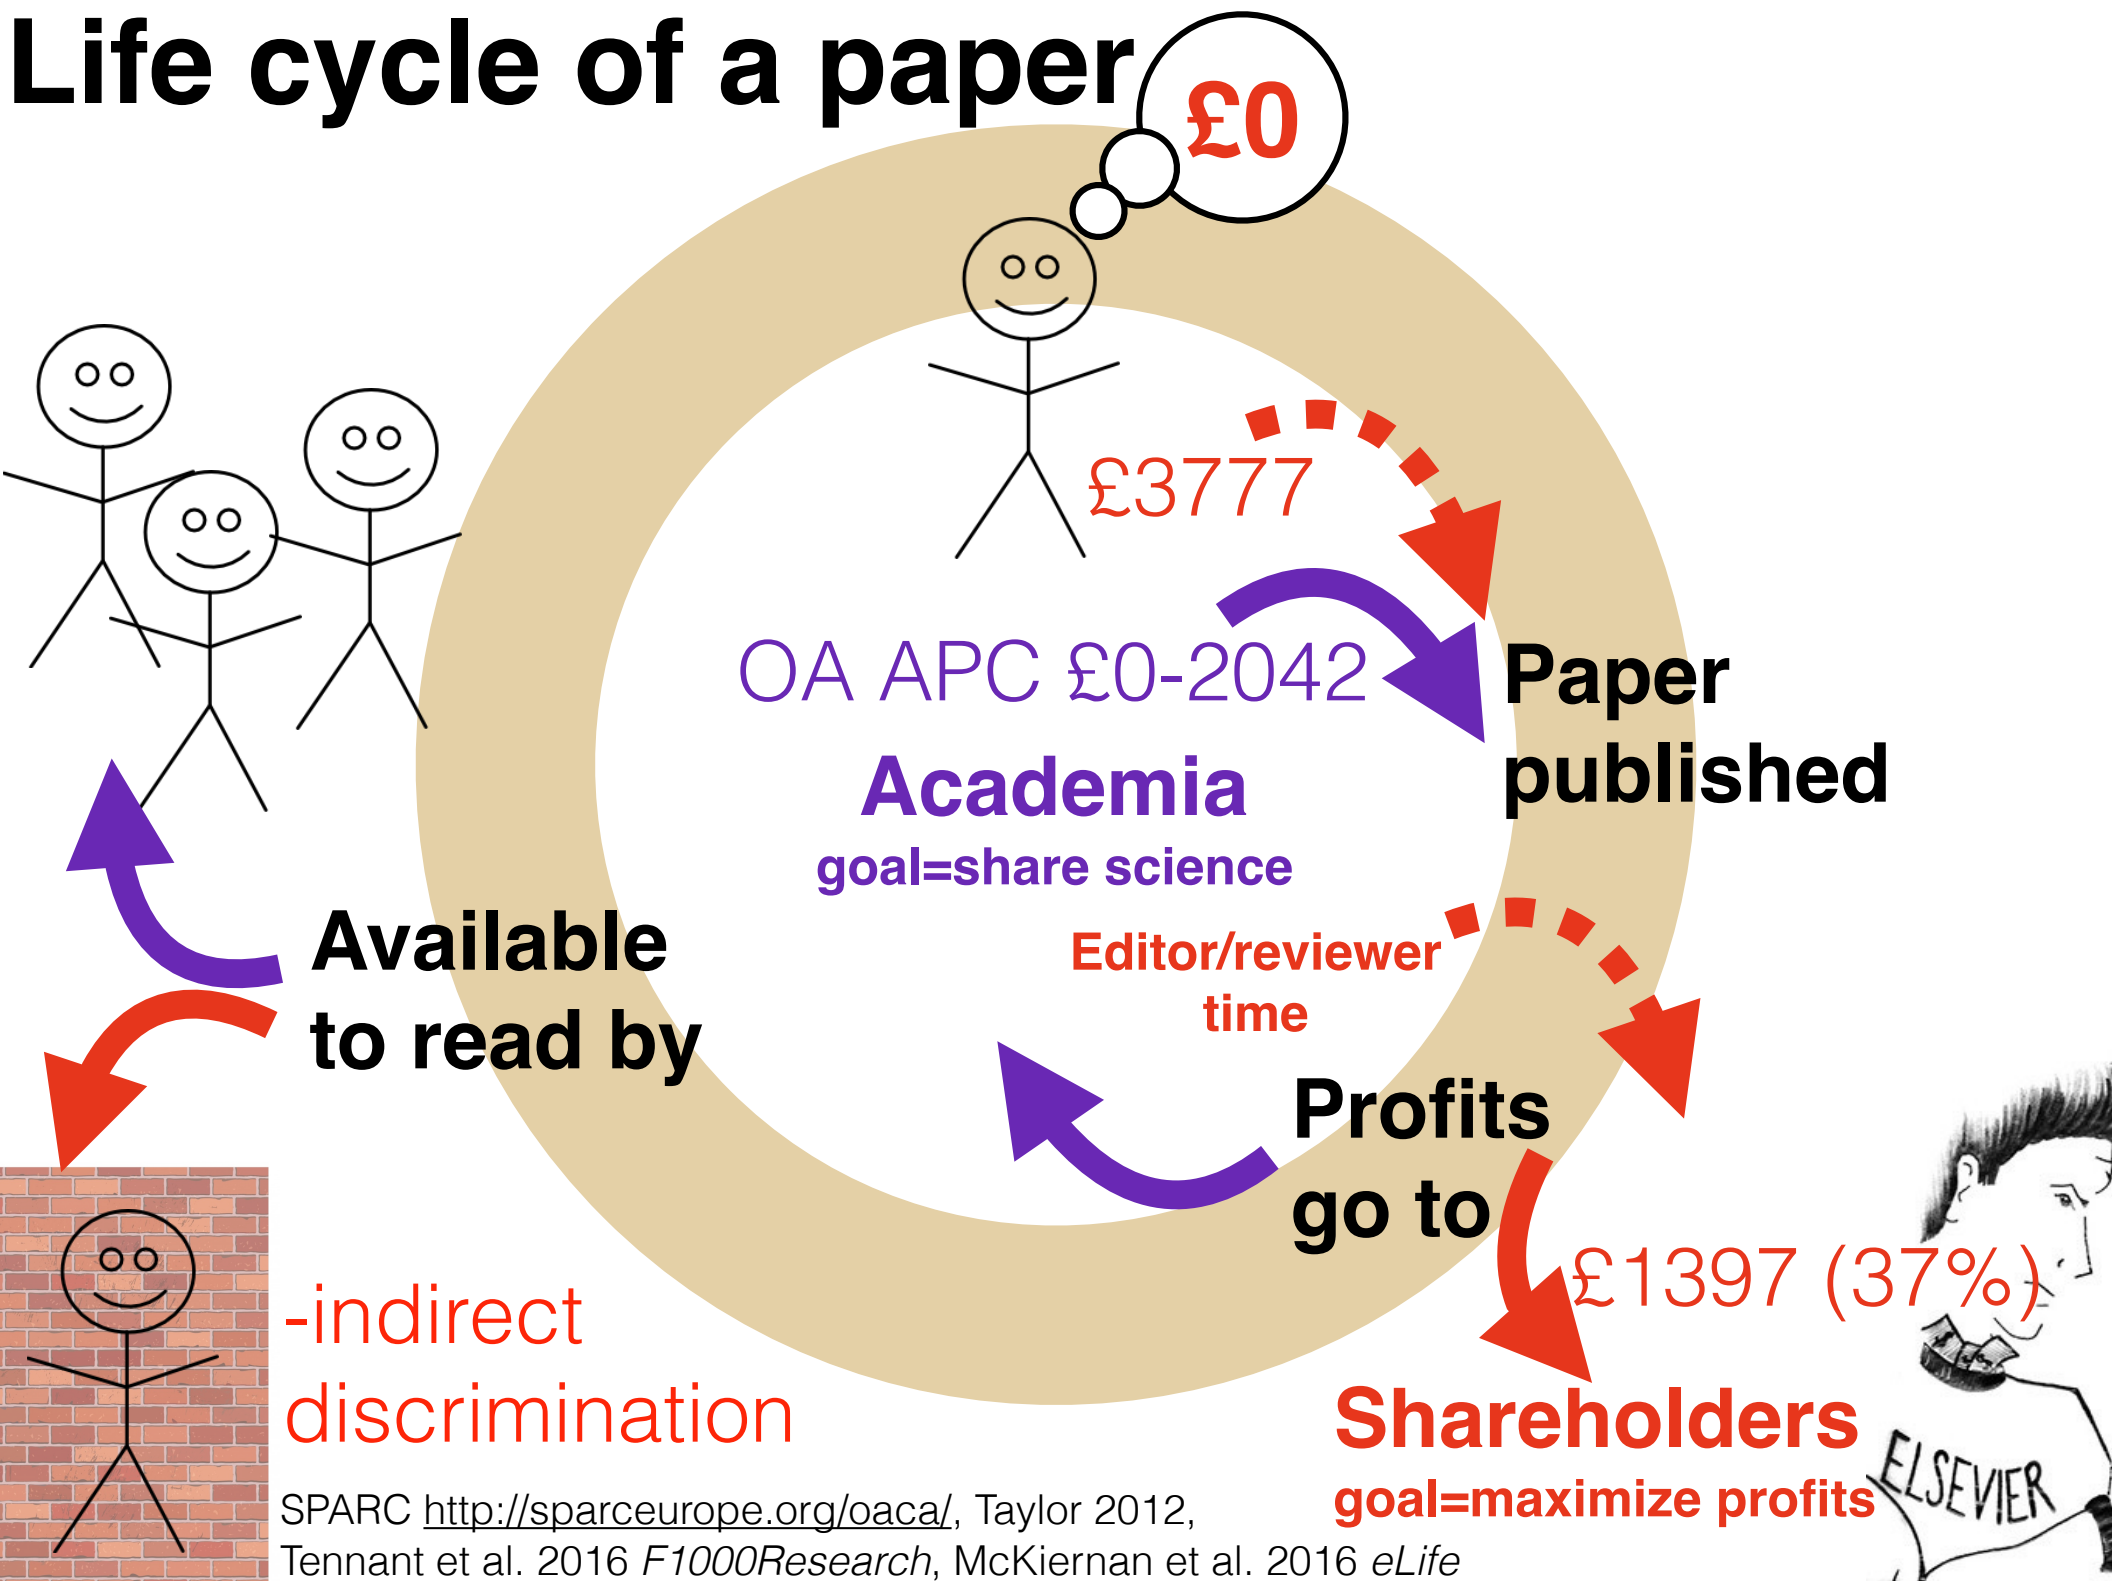 Life cycle of a paper
£0
£3777
OA APC £0-2042
Paper
published
Academia
goal=share science
Editor/reviewer
time
Available
to read by
Profits
go to
£1397 (37%)
-indirect
discrimination
Shareholders
goal=maximize profits
ELSEVIER
SPARC http://sparceurope.org/oaca/, Taylor 2012,
Tennant et al. 2016 F1000Research, McKiernan et al. 2016 eLife